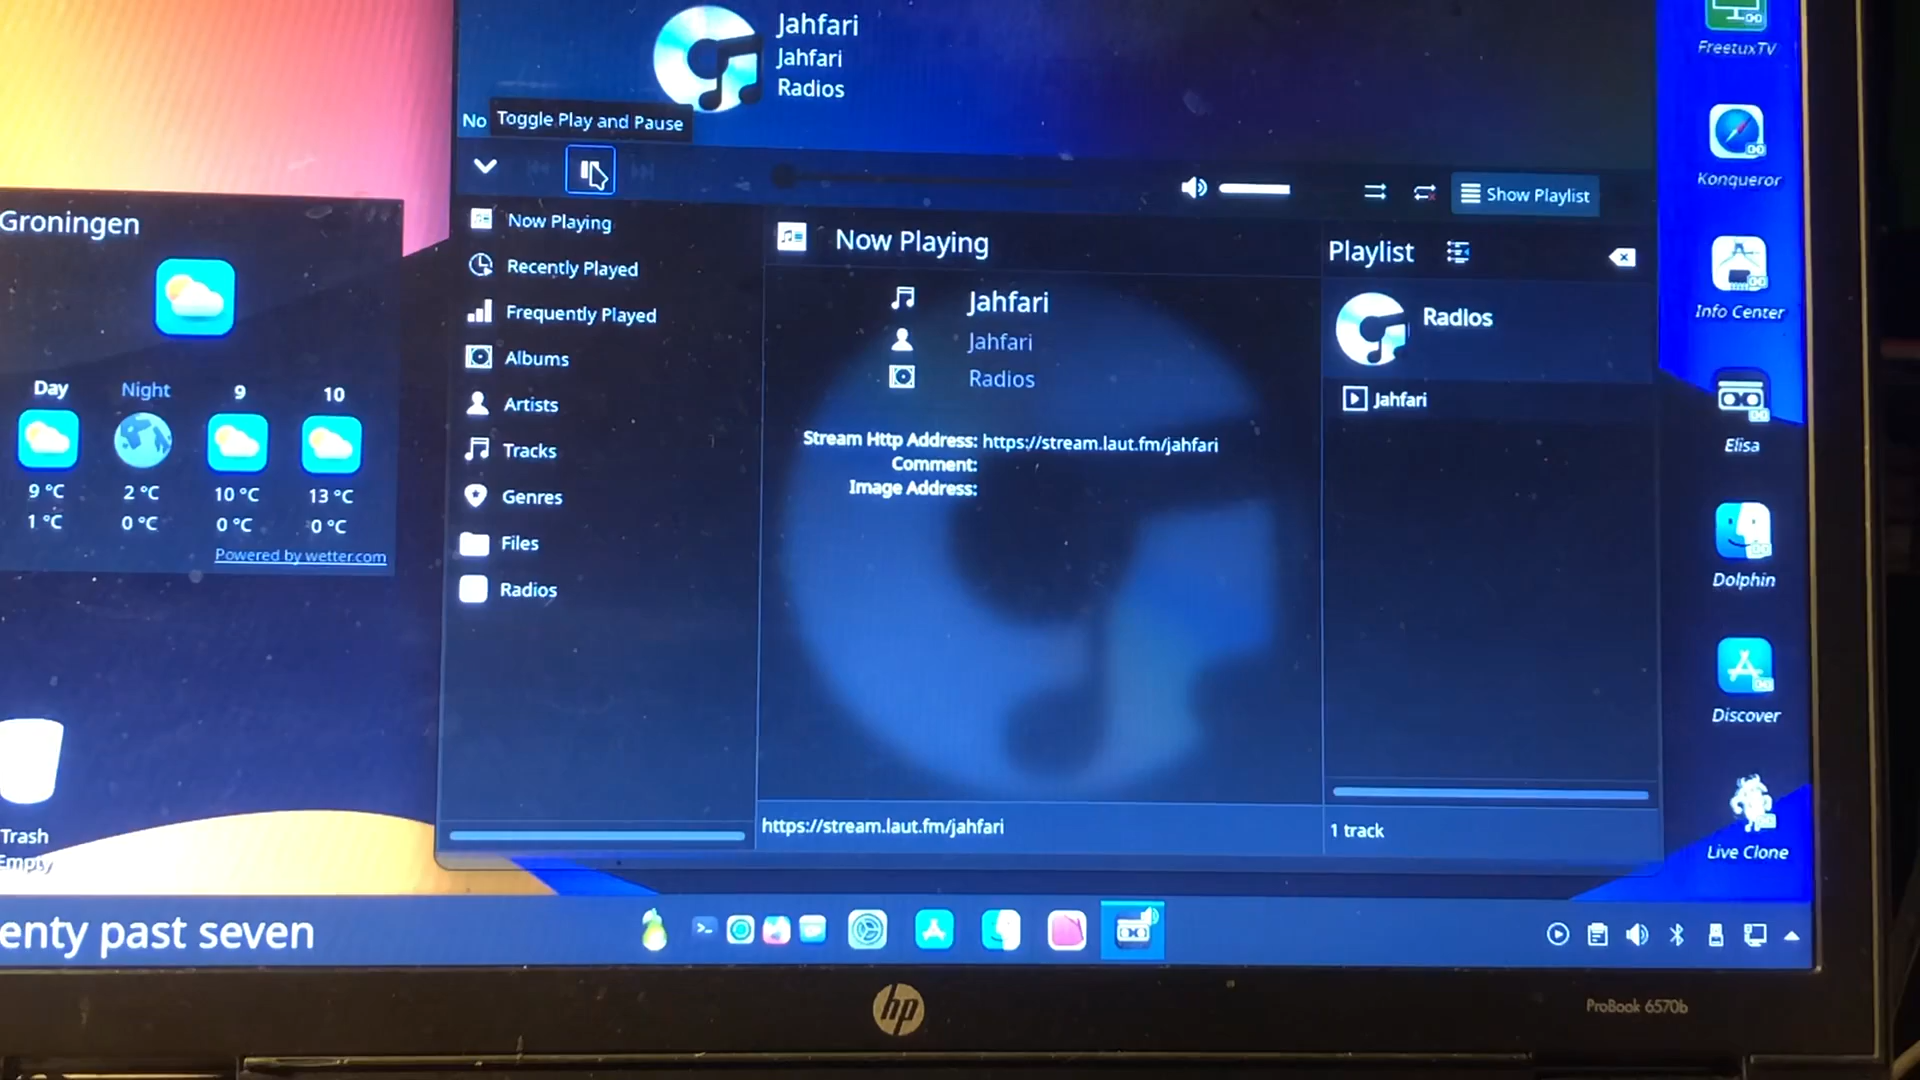 Jahfari
Jahfari
Radios
No
Toggle Play and Pause
Show Playlist
Now Playing
Recently Played
Frequently Played
Albums
Artists
Tracks
Genres
Files
Radios
Now Playing
Jahfari
Jahfari
Radios
Stream Http Address: https://stream.laut.fm/jahfari
Comment:
Image Address:
https://stream.laut.fm/jahfari
Playlist
Radios
Jahfari
1 track
Groningen
Day Night 9 10
9 °C 2 °C 10 °C 13 °C
1 °C 0 °C 0 °C 0 °C
Powered by wetter.com
Trash
Empty
FreetuxTV
Konqueror
Info Center
Elisa
Dolphin
Discover
Live Clone
enty past seven
hp
ProBook 6570b